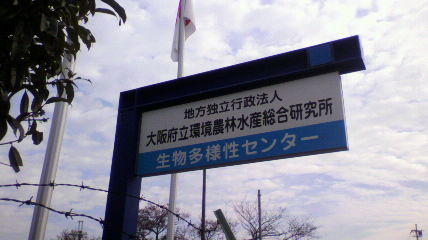 地方独立行政法人
大阪府立環境農林水産総合研究所
生物多様性センター